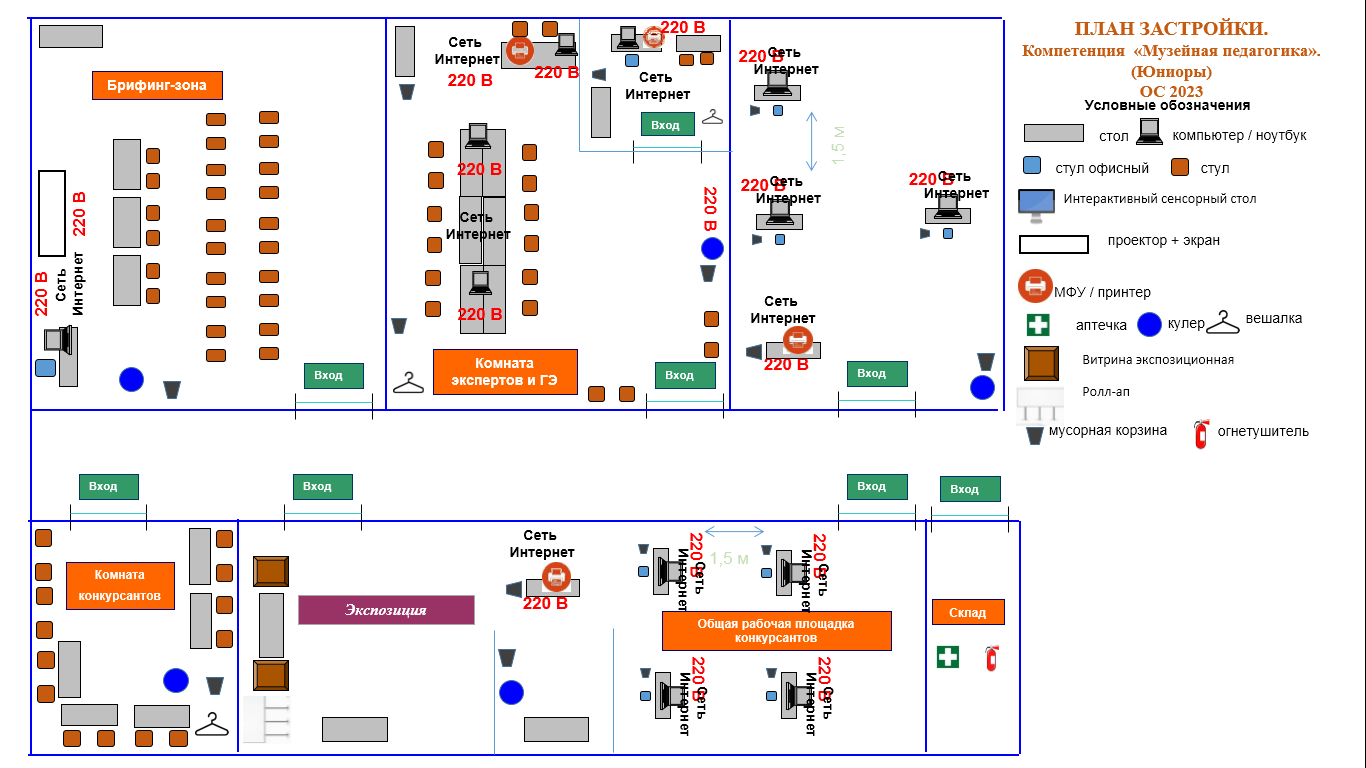 ПЛАН ЗАСТРОЙКИ.
Компетенция «Музейная педагогика».
(Юниоры)
ОС 2023
Условные обозначения
стол
компьютер / ноутбук
стул офисный
стул
Интерактивный сенсорный стол
проектор + экран
МФУ / принтер
аптечка
кулер
вешалка
Витрина экспозиционная
Ролл-ап
мусорная корзина
огнетушитель
Брифинг-зона
220 В
220 В
Сеть
Интернет
Вход
Сеть
Интернет
220 В
220 В
220 В
Сеть
Интернет
220 В
Комната
экспертов и ГЭ
Вход
220 В
Сеть
Интернет
Вход
220 В
220 В
Сеть
Интернет
1,5 м
220 В
Сеть
Интернет
220 В
Сеть
Интернет
Сеть
Интернет
220 В
Вход
Вход
Вход
Вход
Вход
Комната
конкурсантов
Экспозиция
Сеть
Интернет
220 В
220 В
Сеть
Интернет
1,5 м
220 В
Сеть
Интернет
Общая рабочая площадка
конкурсантов
220 В
Сеть
Интернет
220 В
Сеть
Интернет
Склад